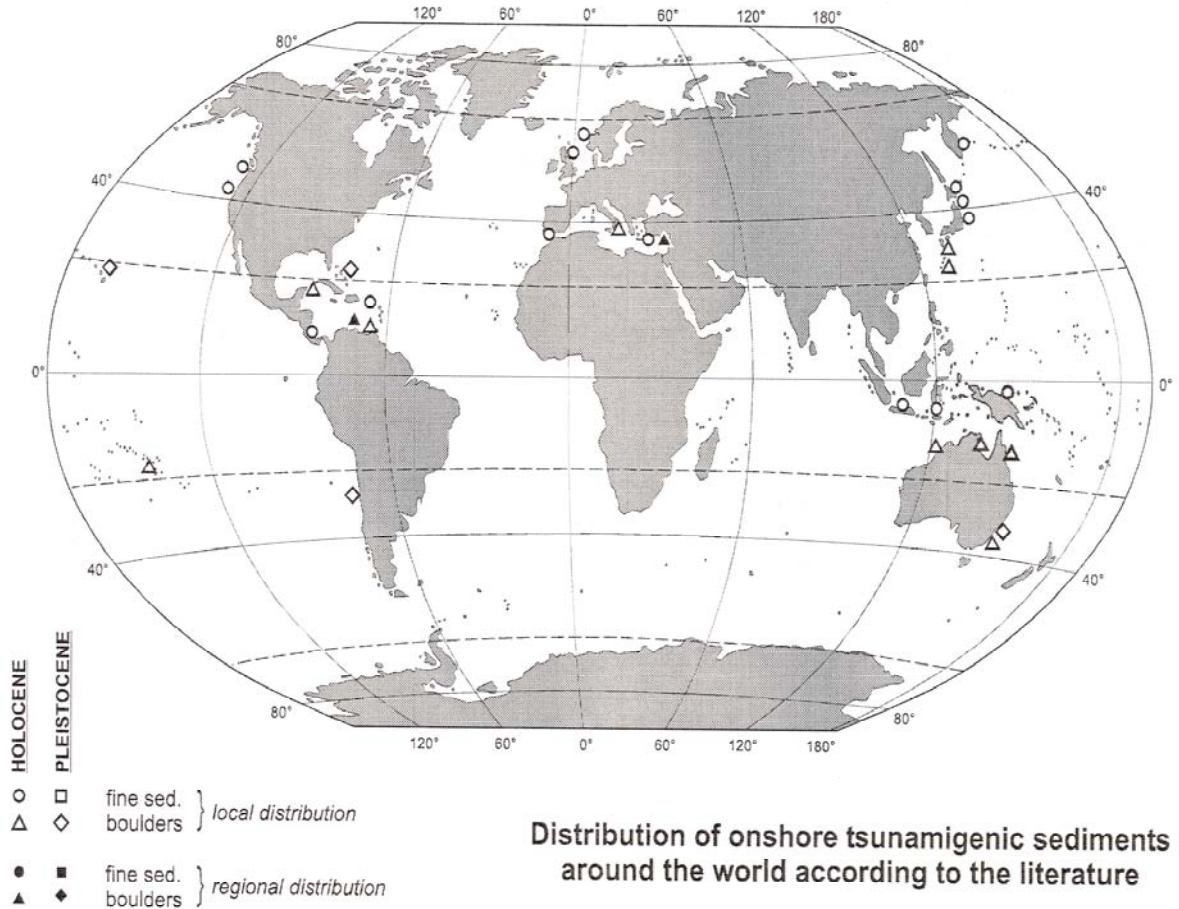 120° 60° 0° 60° 120° 180°
80° 80°
40° 40°
0° 0°
40° 40°
80° 80°
120° 60° 0° 60° 120° 180°
HOLOCENE
PLEISTOCENE
fine sed.
boulders
local distribution
fine sed.
boulders
regional distribution
Distribution of onshore tsunamigenic sediments
around the world according to the literature